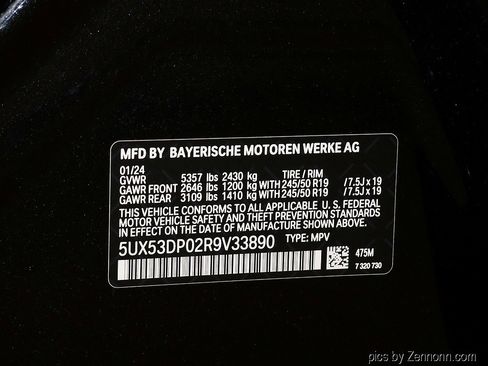 MFD BY BAYERISCHE MOTOREN WERKE AG
01/24
GVWR 5357 lbs 2430 kg TIRE / RIM
GAWR FRONT 2646 lbs 1200 kg WITH 245/50 R19 /7.5J x 19
GAWR REAR 3109 lbs 1410 kg WITH 245/50 R19 /7.5J x 19
THIS VEHICLE CONFORMS TO ALL APPLICABLE U. S. FEDERAL
MOTOR VEHICLE SAFETY AND THEFT PREVENTION STANDARDS
IN EFFECT ON THE DATE OF MANUFACTURE SHOWN ABOVE.
5UX53DP02R9V33890 TYPE: MPV
475M
7 320 730
pics by Zennonn.com